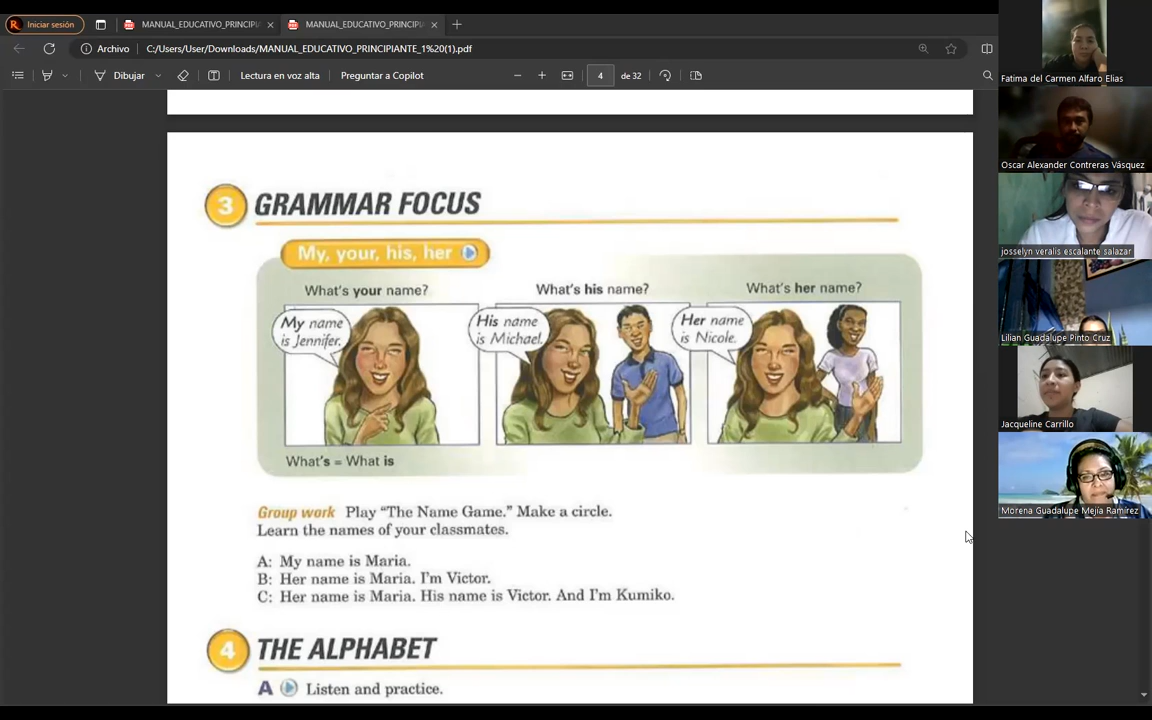 Iniciar sesión
MANUAL_EDUCATIVO_PRINCIPI
MANUAL_EDUCATIVO_PRINCIPI
Archivo
C:/Users/User/Downloads/MANUAL_EDUCATIVO_PRINCIPIANTE_1%20(1).pdf
Dibujar
Lectura en voz alta
Preguntar a Copilot
4
de 32
3 GRAMMAR FOCUS
My, your, his, her
What's your name?
My name
is Jennifer.
What's his name?
His name
is Michael.
What's her name?
Her name
is Nicole.
What's = What is
Group work Play “The Name Game.” Make a circle.
Learn the names of your classmates.
A: My name is Maria.
B: Her name is Maria. I'm Victor.
C: Her name is Maria. His name is Victor. And I'm Kumiko.
4 THE ALPHABET
A Listen and practice.
Fatima del Carmen Alfaro Elias
Oscar Alexander Contreras Vásquez
josselyn veralis escalante salazar
Lilian Guadalupe Pinto Cruz
Jacqueline Carrillo
Morena Guadalupe Mejía Ramírez